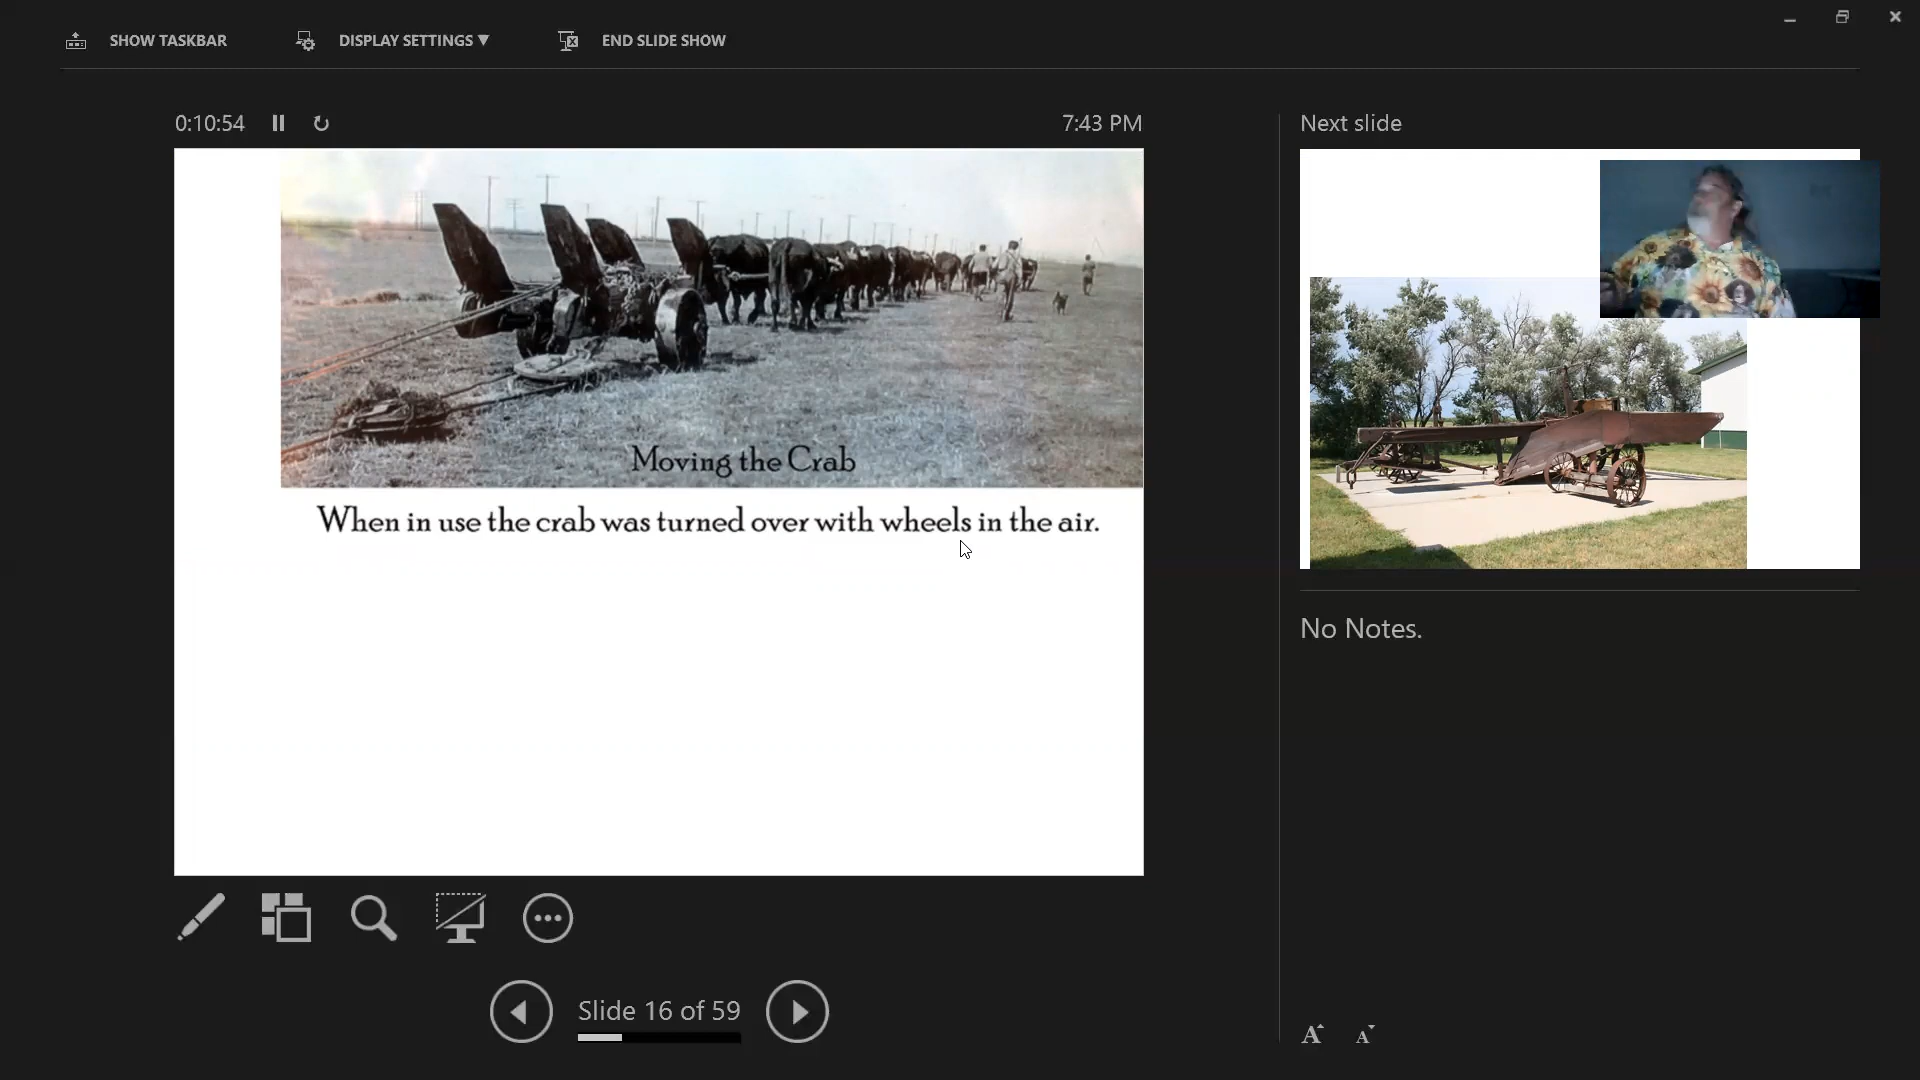 SHOW TASKBAR
DISPLAY SETTINGS ▼
END SLIDE SHOW
0:10:54
7:43 PM
Next slide
Moving the Crab
When in use the crab was turned over with wheels in the air.
No Notes.
Slide 16 of 59
A A